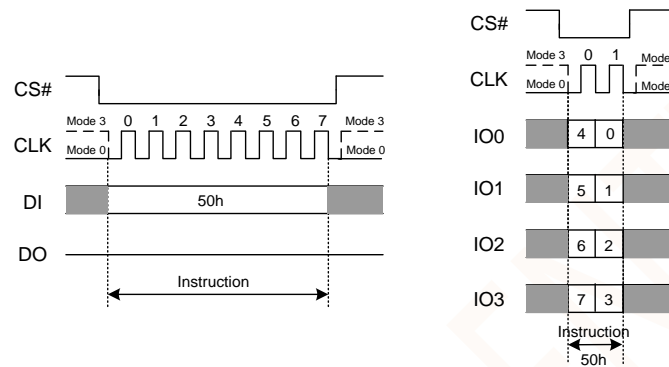 CS#
Mode 3 0 1 2 3 4 5 6 7 Mode 3
CLK
Mode 0 Mode 0
DI 50h
DO
Instruction
CS#
Mode 3 0 1 Mode
CLK
Mode 0 Mode
IO0 4 0
IO1 5 1
IO2 6 2
IO3 7 3
Instruction
50h